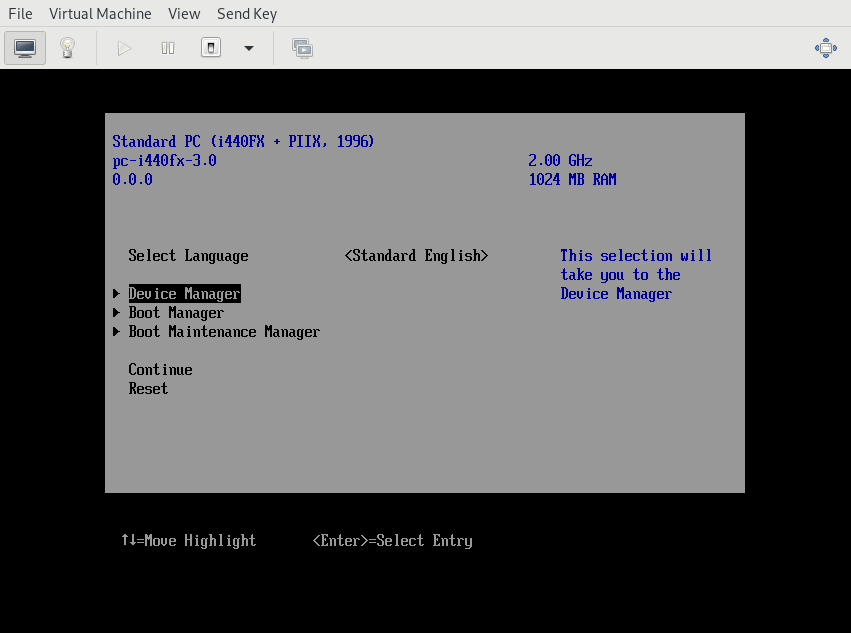 File Virtual Machine View Send Key
Standard PC (i440FX + PIIX, 1996)
pc-i440fx-3.0 2.00 GHz
0.0.0 1024 MB RAM
Select Language <Standard English> This selection will
take you to the
Device Manager Device Manager
Boot Manager
Boot Maintenance Manager
Continue
Reset
↑↓=Move Highlight <Enter>=Select Entry